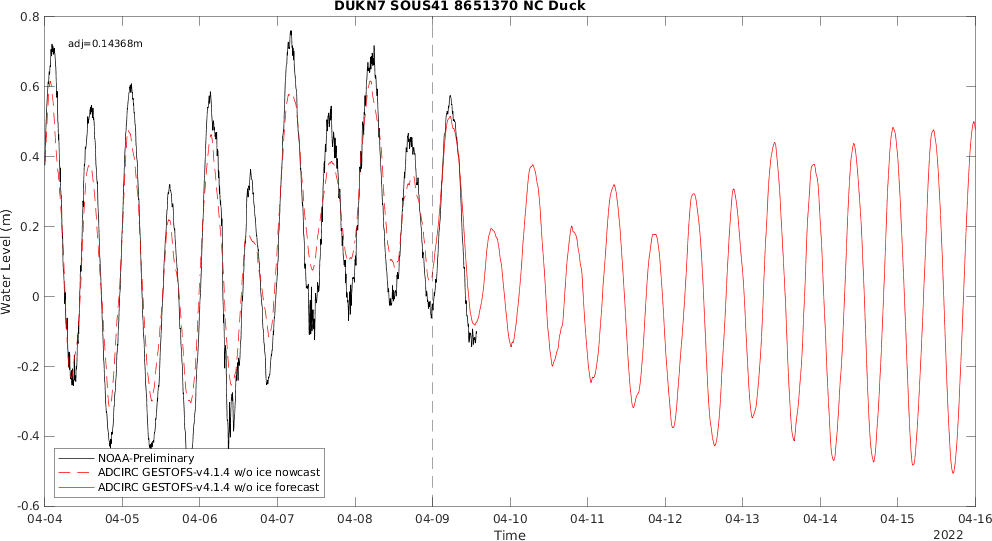 DUKN7 SOUS41 8651370 NC Duck
adj=0.14368m
0.8
0.6
0.4
0.2
0
-0.2
-0.4
-0.6
Water Level (m)
NOAA-Preliminary
ADCIRC GESTOFS-v4.1.4 w/o ice nowcast
ADCIRC GESTOFS-v4.1.4 w/o ice forecast
04-04 04-05 04-06 04-07 04-08 04-09 04-10 04-11 04-12 04-13 04-14 04-15 04-16
Time
2022